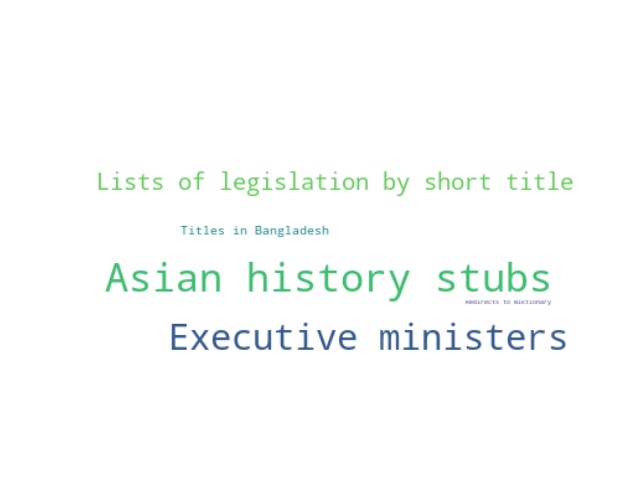 Lists of legislation by short title
Titles in Bangladesh
Asian history stubs
Redirects to Wiktionary
Executive ministers